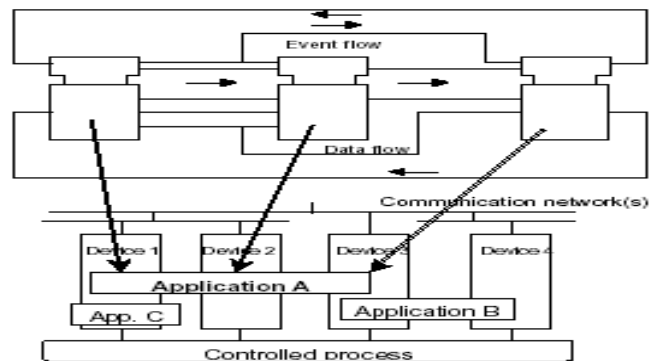 Event flow
Data flow
Communication network(s)
Device 1
Device 2
Device 3
Device 4
Application A
App. C
Application B
Controlled process